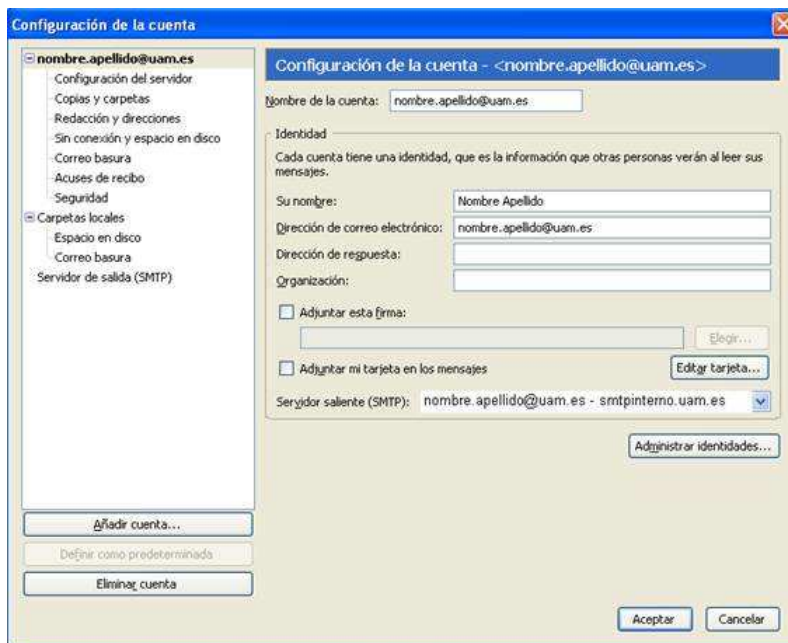 Configuración de la cuenta
nombre.apellido@uam.es
Configuración del servidor
Copias y carpetas
Redacción y direcciones
Sin conexión y espacio en disco
Correo basura
Acuses de recibo
Seguridad
Carpetas locales
Espacio en disco
Correo basura
Servidor de salida (SMTP)
Añadir cuenta...
Definir como predeterminada
Eliminar cuenta
Configuración de la cuenta - <nombre.apellido@uam.es>
Nombre de la cuenta: nombre.apellido@uam.es
Identidad
Cada cuenta tiene una identidad, que es la información que otras personas verán al leer sus
mensajes.
Su nombre: Nombre Apellido
Dirección de correo electrónico: nombre.apellido@uam.es
Dirección de respuesta:
Organización:
Adjuntar esta firma:
Elegir...
Adjuntar mi tarjeta en los mensajes Editar tarjeta...
Servidor saliente (SMTP): nombre.apellido@uam.es - smtpinterno.uam.es
Administrar identidades...
Aceptar Cancelar